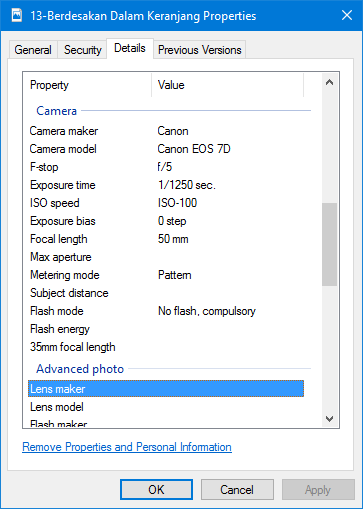 13-Berdesakan Dalam Keranjang Properties
General Security Details Previous Versions
Property Value
Camera
Camera maker Canon
Camera model Canon EOS 7D
F-stop f/5
Exposure time 1/1250 sec.
ISO speed ISO-100
Exposure bias 0 step
Focal length 50 mm
Max aperture
Metering mode Pattern
Subject distance
Flash mode No flash, compulsory
Flash energy
35mm focal length
Advanced photo
Lens maker
Lens model
Flash maker
Remove Properties and Personal Information
OK Cancel Apply